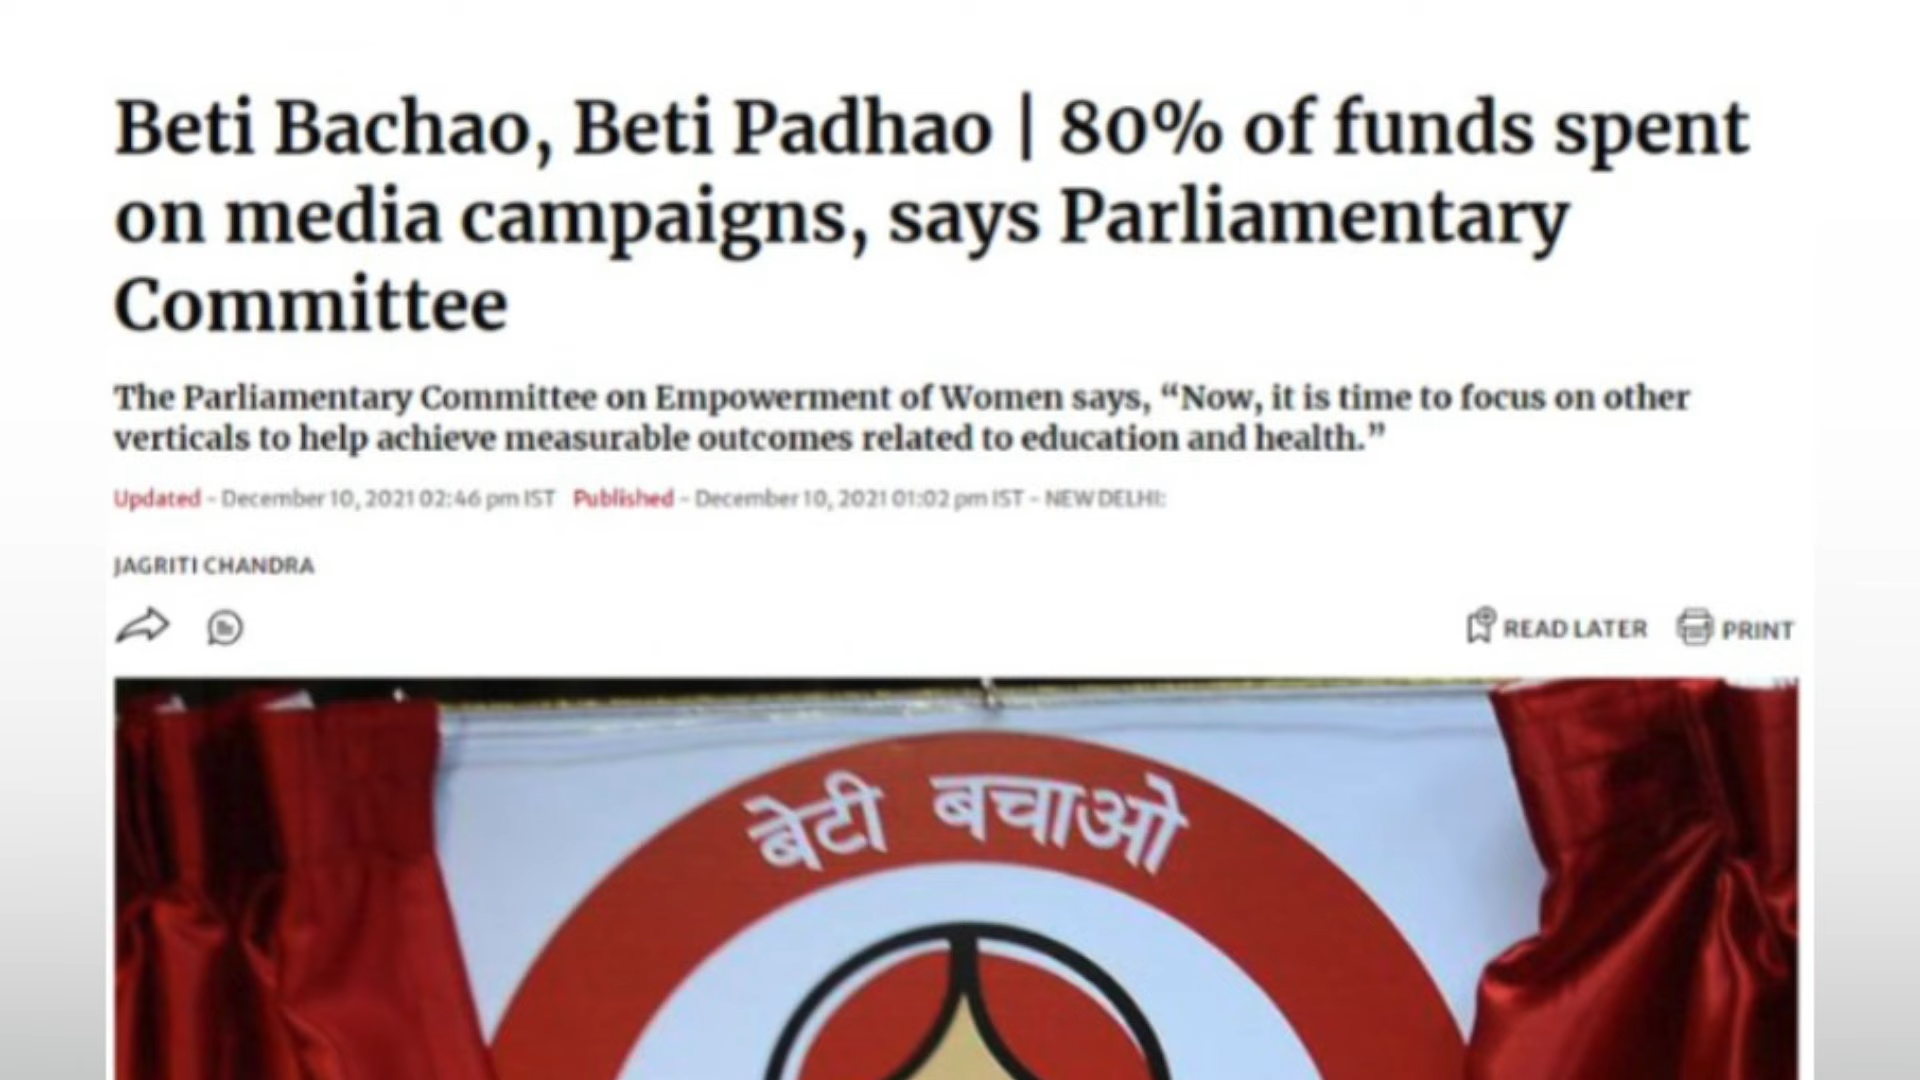 Beti Bachao, Beti Padhao | 80% of funds spent
on media campaigns, says Parliamentary
Committee
The Parliamentary Committee on Empowerment of Women says, “Now, it is time to focus on other
verticals to help achieve measurable outcomes related to education and health.”
Updated - December 10, 2021 02:46 pm IST Published - December 10, 2021 01:02 pm IST - NEW DELHI:
JAGRITI CHANDRA
READ LATER PRINT
बेटी बचाओ